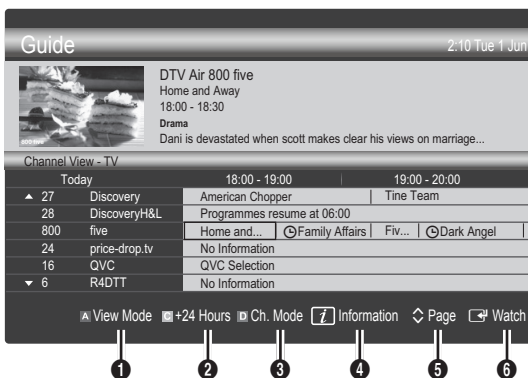 Guide
2:10 Tue 1 Jun
DTV Air 800 five
Home and Away
18:00 - 18:30
Drama
Dani is devastated when scott makes clear his views on marriage...
800 five
Channel View - TV
Today 18:00 - 19:00 19:00 - 20:00
▲ 27 Discovery American Chopper Tine Team
28 DiscoveryH&L Programmes resume at 06:00
800 five Home and... Family Affairs Fiv... Dark Angel
24 price-drop.tv No Information
16 QVC QVC Selection
▼ 6 R4DTT No Information
A View Mode C +24 Hours D Ch. Mode i Information Page Watch
1 2 3 4 5 6